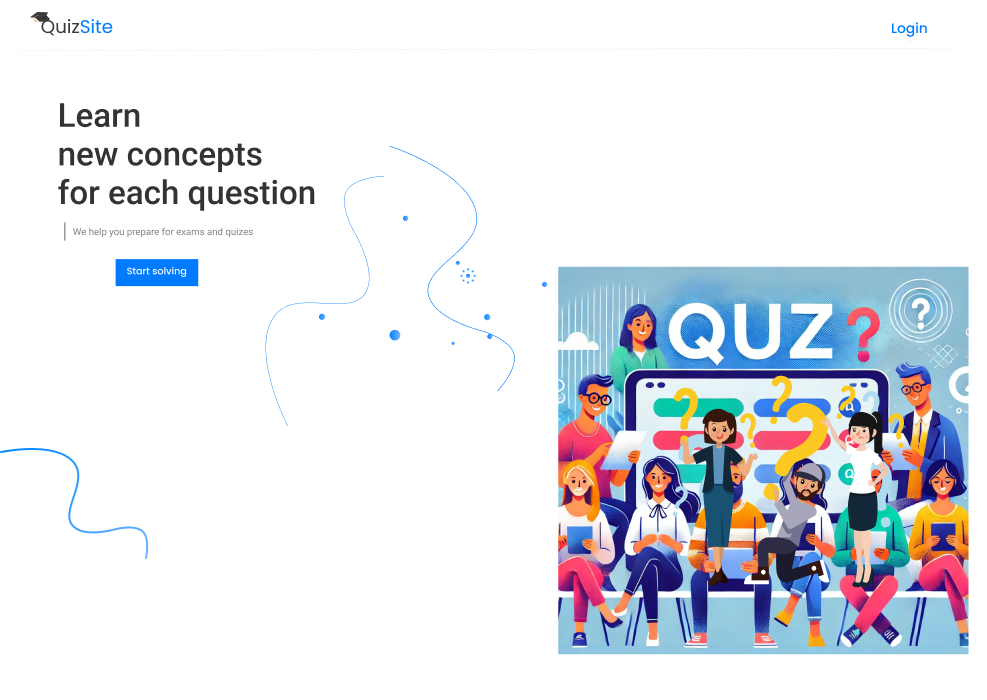 QuizSite
Login
Learn
new concepts
for each question
We help you prepare for exams and quizes
Start solving
QUZ?
?